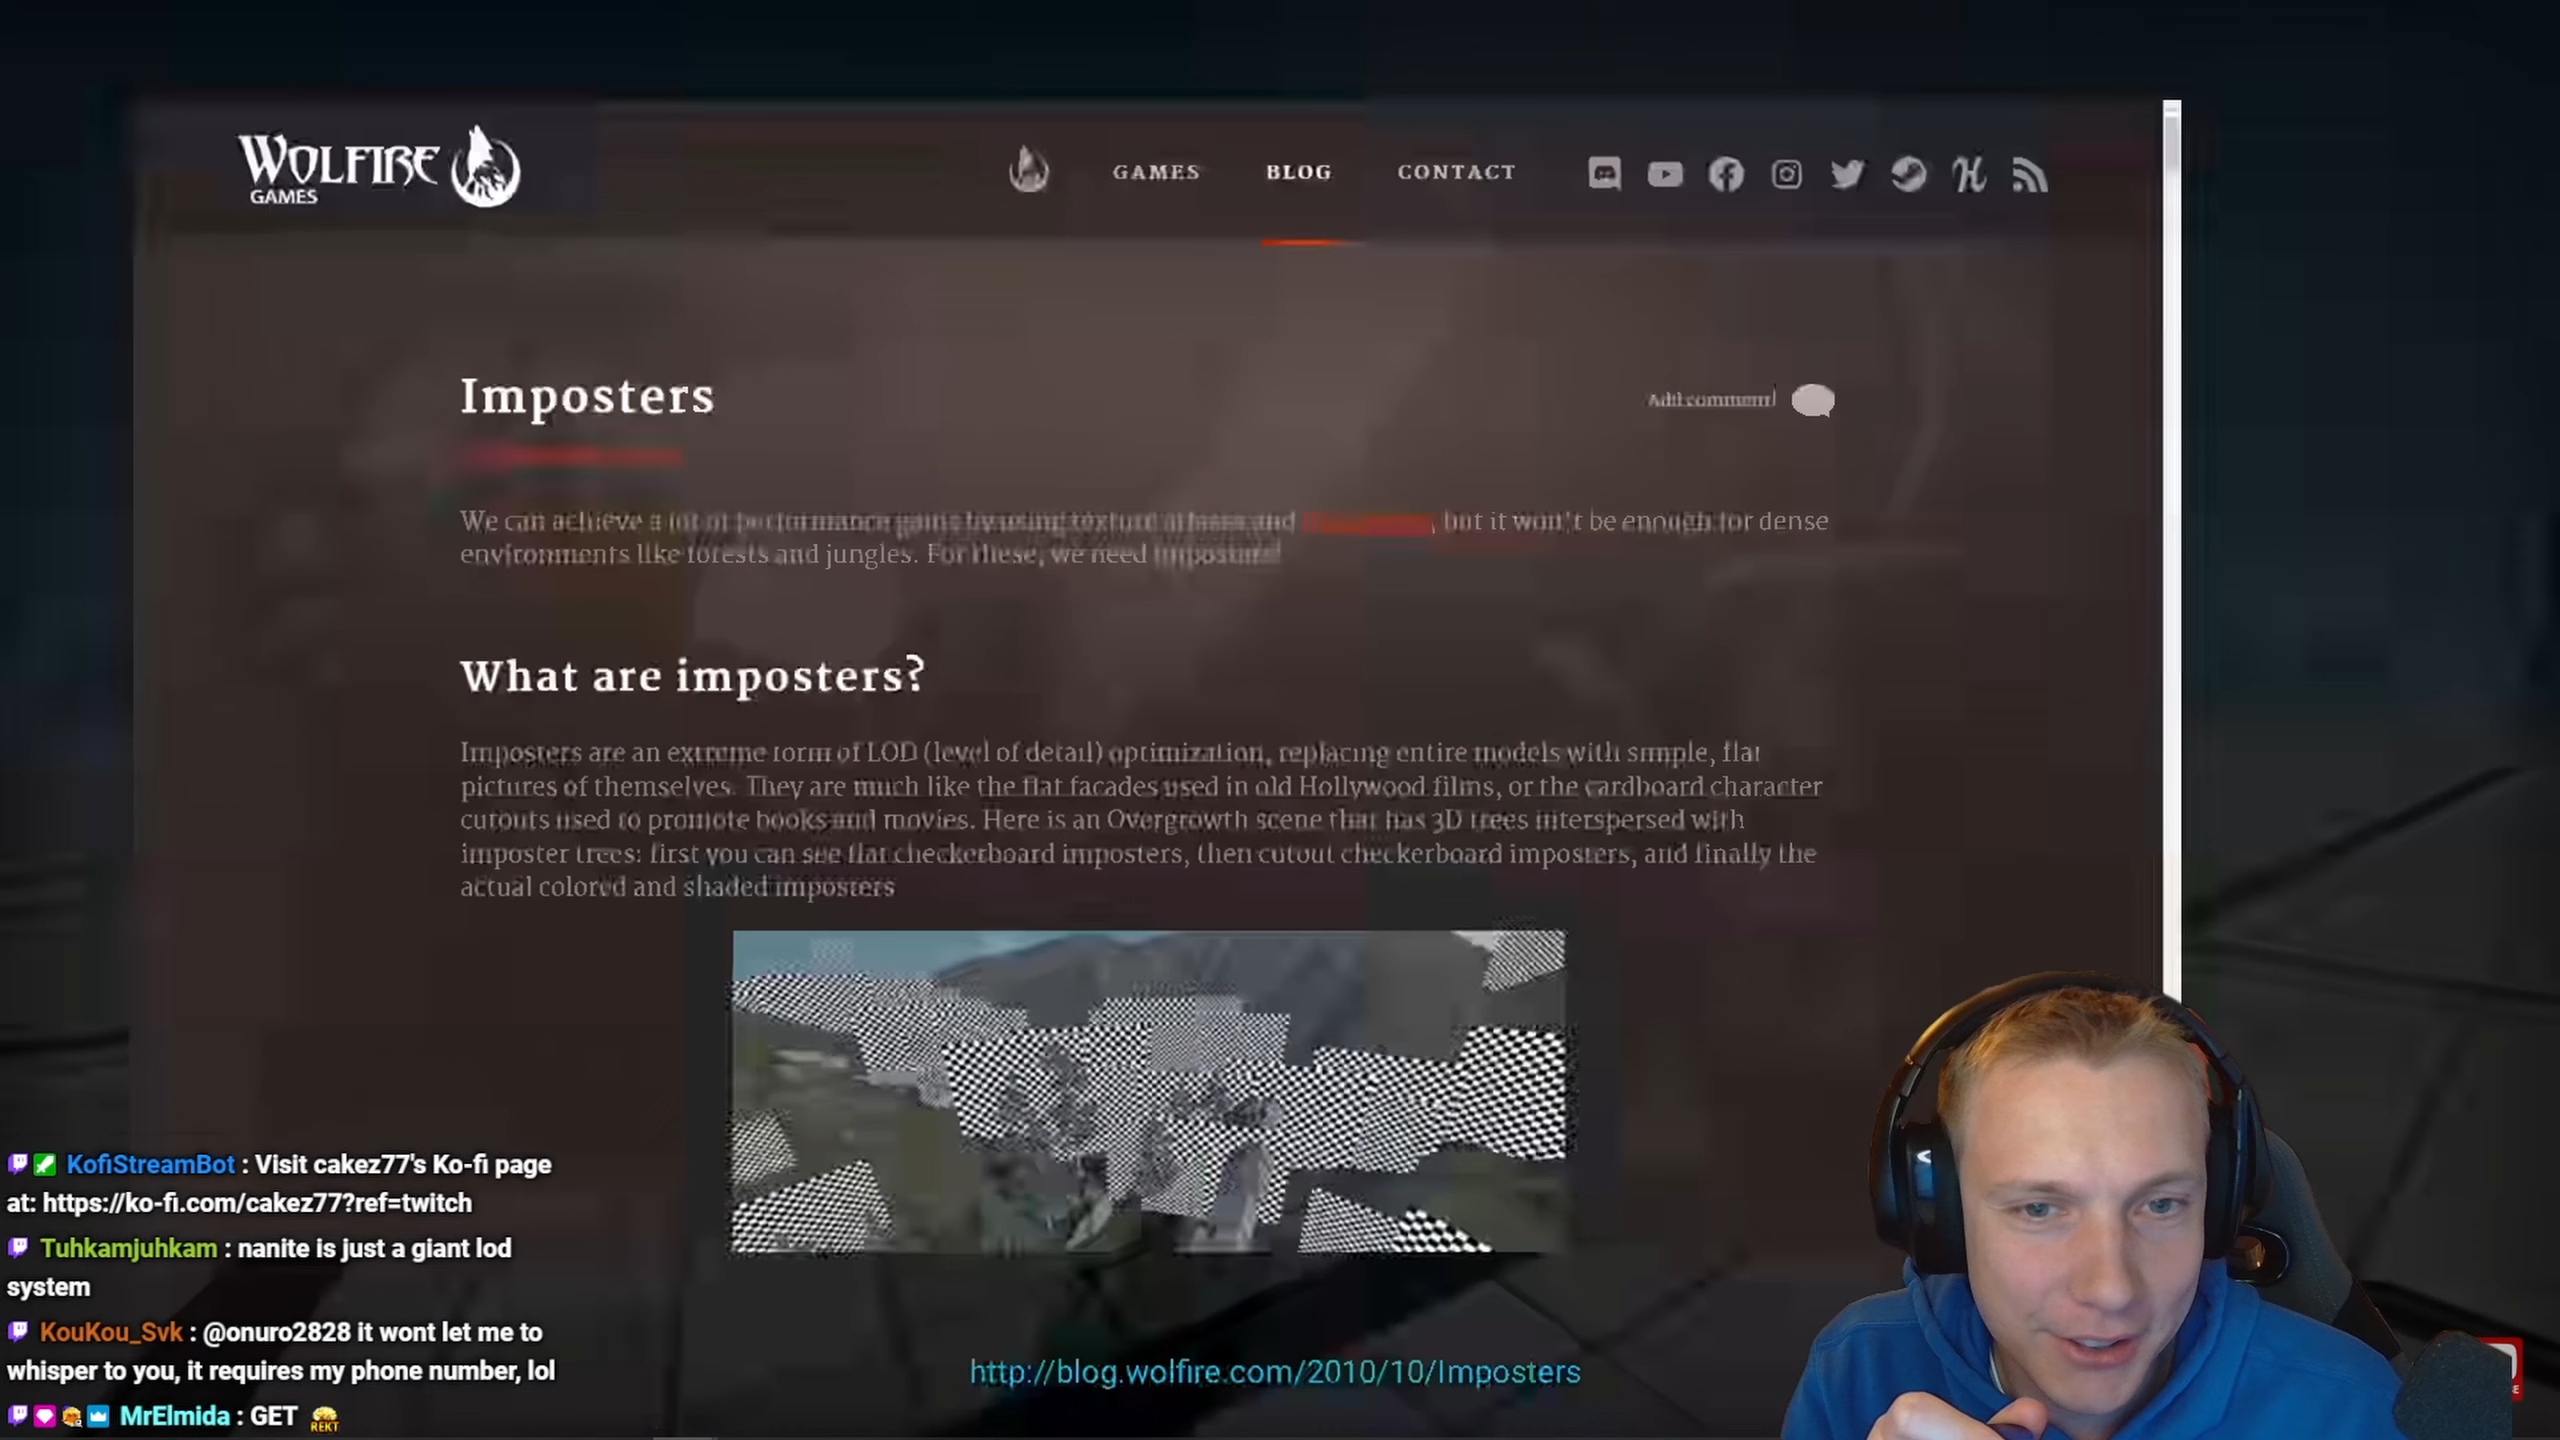 WOLFIRE
GAMES
GAMES BLOG CONTACT
Imposters
Add comment
We can achieve a lot of performance gains by using texture atlases and , but it won't be enough for dense
environments like forests and jungles. For these, we need imposters!
What are imposters?
Imposters are an extreme form of LOD (level of detail) optimization, replacing entire models with simple, flat
pictures of themselves. They are much like the flat facades used in old Hollywood films, or the cardboard character
cutouts used to promote books and movies. Here is an Overgrowth scene that has 3D trees interspersed with
imposter trees: first you can see flat checkerboard imposters, then cutout checkerboard imposters, and finally the
actual colored and shaded imposters
KofiStreamBot : Visit cakez77's Ko-fi page
at: https://ko-fi.com/cakez77?ref=twitch
Tuhkamjuhkam : nanite is just a giant lod
system
KouKou_Svk : @onuro2828 it wont let me to
whisper to you, it requires my phone number, lol
MrElmida : GET
REKT
http://blog.wolfire.com/2010/10/Imposters